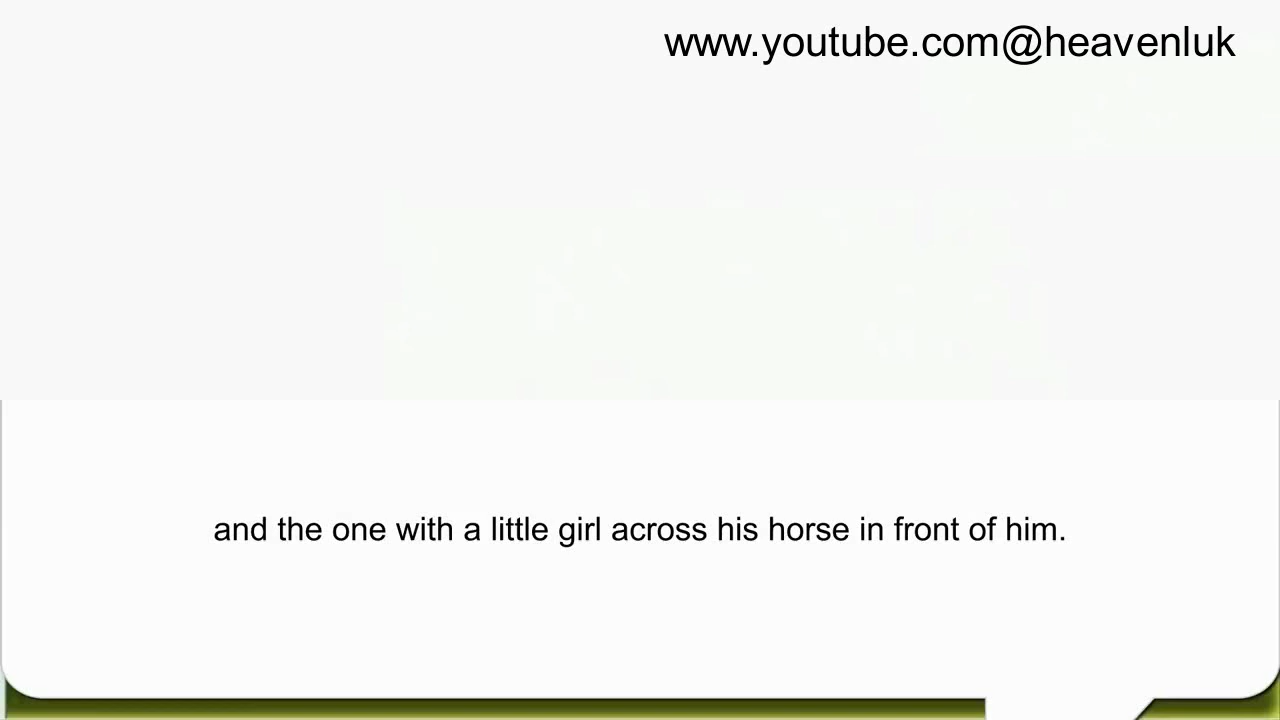 www.youtube.com@heavenluk
and the one with a little girl across his horse in front of him.